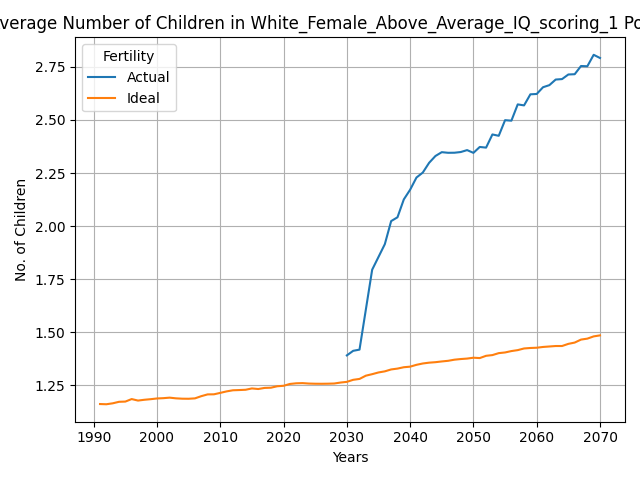 verage Number of Children in White_Female_Above_Average_IQ_scoring_1 Po
Fertility
Actual
Ideal
No. of Children
2.75
2.50
2.25
2.00
1.75
1.50
1.25
1990 2000 2010 2020 2030 2040 2050 2060 2070
Years